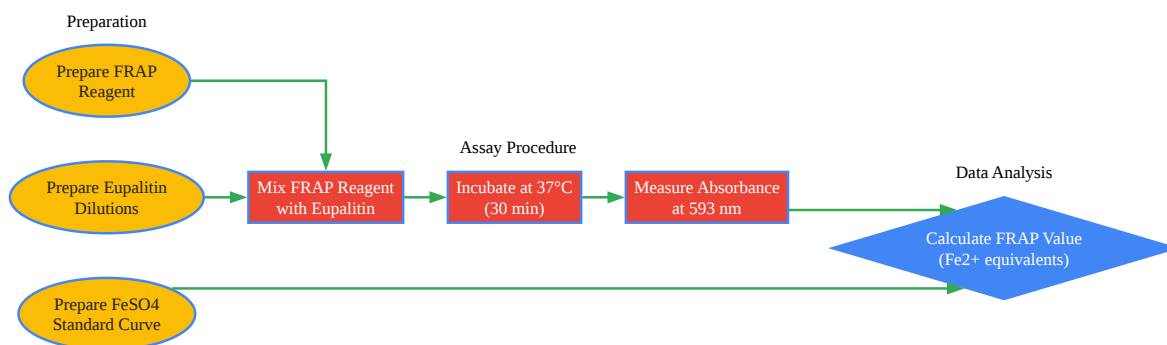 Preparation
Prepare FRAP
Reagent
Assay Procedure
Data Analysis
Prepare Eupalitin
Dilutions
Mix FRAP Reagent
with Eupalitin
Incubate at 37°C
(30 min)
Measure Absorbance
at 593 nm
Calculate FRAP Value
(Fe2+ equivalents)
Prepare FeSO4
Standard Curve